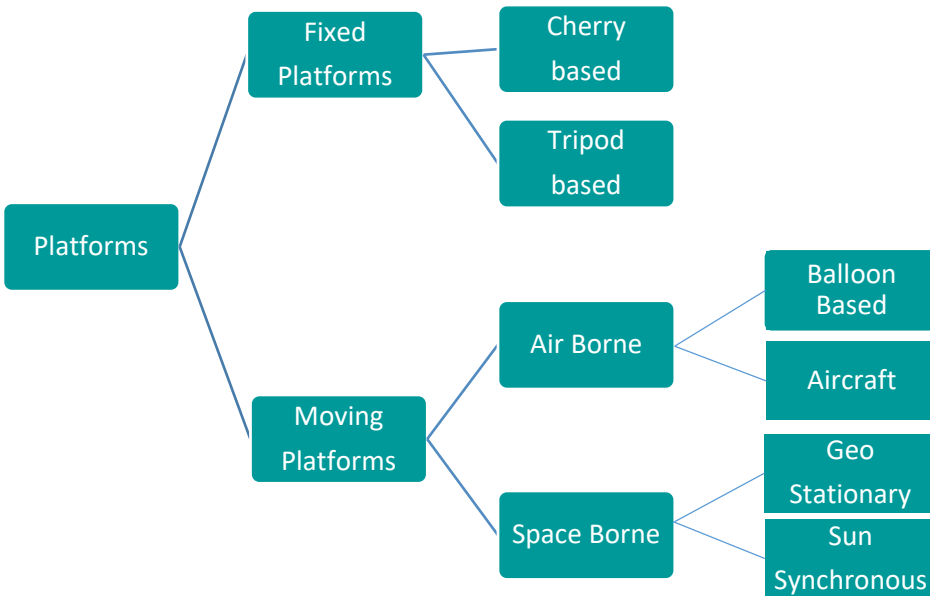 Fixed
Platforms
Cherry
based
Tripod
based
Platforms
Balloon
Based
Air Borne
Aircraft
Moving
Platforms
Geo
Stationary
Space Borne
Sun
Synchronous